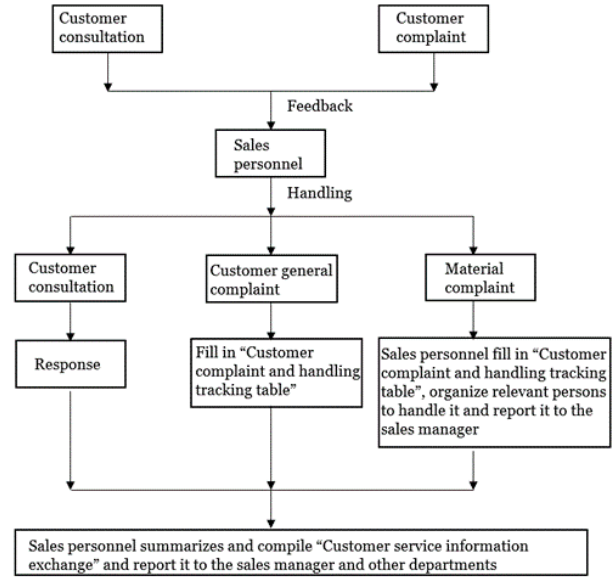 Customer
consultation
Customer
complaint
Feedback
Sales
personnel
Handling
Customer
consultation
Customer general
complaint
Material
complaint
Response
Fill in “Customer
complaint and handling
tracking table”
Sales personnel fill in “Customer
complaint and handling tracking
table”, organize relevant persons
to handle it and report it to the
sales manager
Sales personnel summarizes and compile “Customer service information
exchange” and report it to the sales manager and other departments